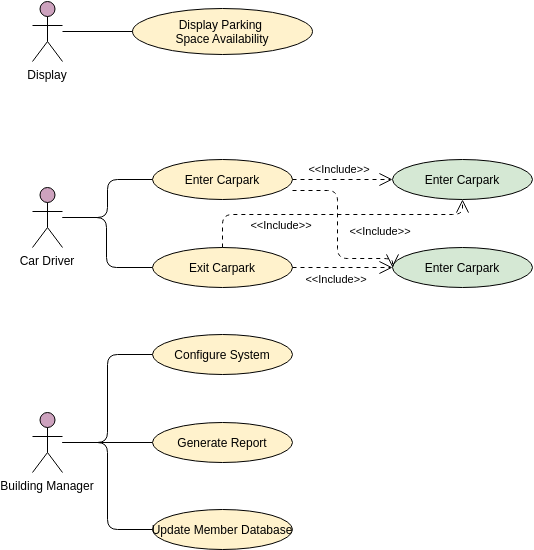 Display Parking
Space Availability
Display
<<Include>>
Enter Carpark
Enter Carpark
<<Include>>
<<Include>>
Car Driver
Exit Carpark
Enter Carpark
<<Include>>
Configure System
Generate Report
Building Manager
Update Member Database